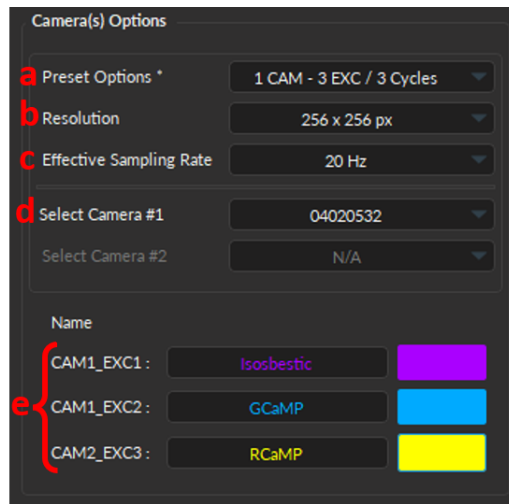 Camera(s) Options
a Preset Options * 1 CAM - 3 EXC / 3 Cycles
b Resolution 256 x 256 px
c Effective Sampling Rate 20 Hz
d Select Camera #1 04020532
Select Camera #2 N/A
Name
CAM1_EXC1 : Isosbestic
e CAM1_EXC2 : GCaMP
CAM2_EXC3 : RCaMP